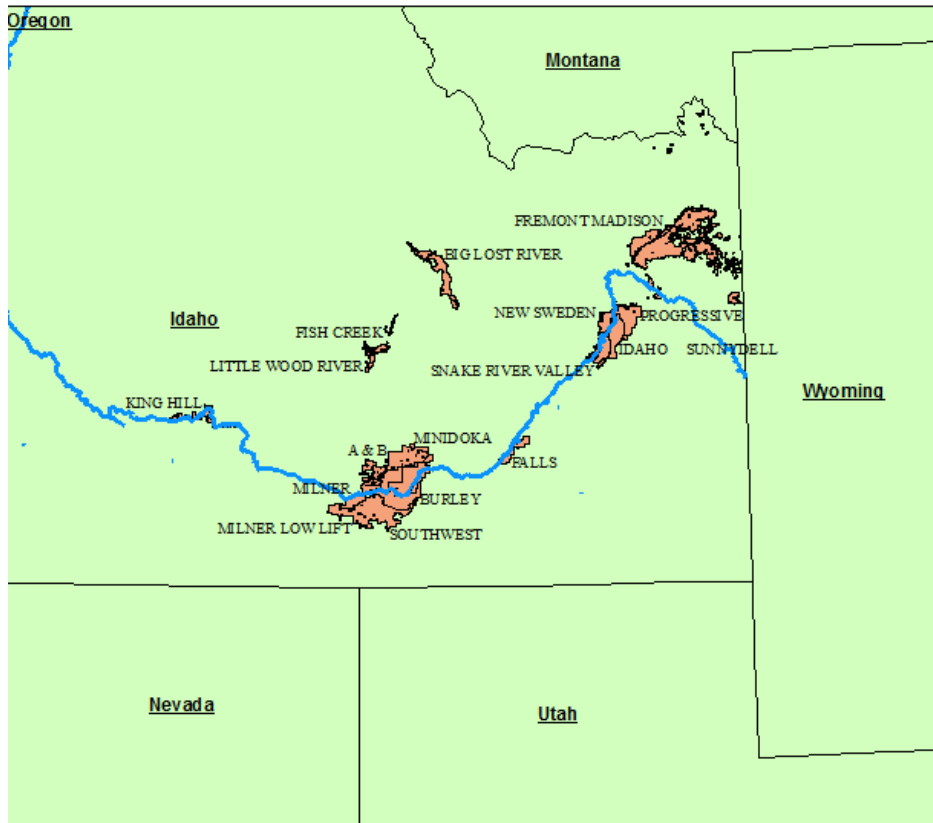 Oregon
Montana
FREMONT MADISON
BIG LOST RIVER
Idaho
NEW SWEDEN
PROGRESSIVE
FISH CREEK
IDAHO
SUNNYDELL
LITTLE WOOD RIVER
SNAKE RIVER VALLEY
Wyoming
KING HILL
MINIDOKA
A & B
FALLS
MILNER
BURLEY
MILNER LOW LIFT
SOUTHWEST
Nevada
Utah